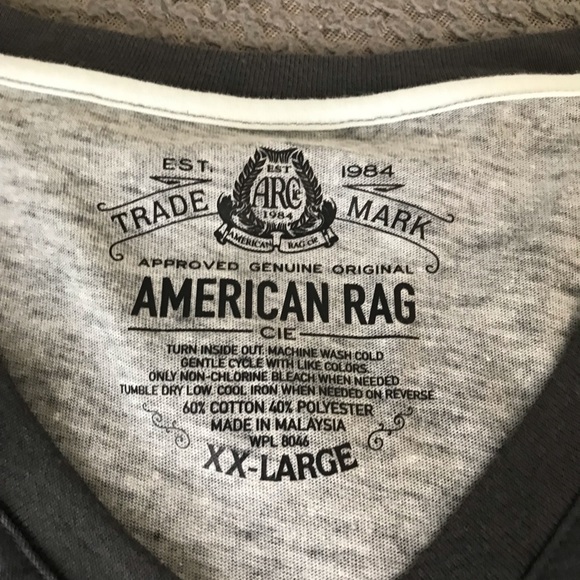 EST. 1984
EST
ARCie
1984
AMERICAN RAG CIE
TRADE MARK
APPROVED GENUINE ORIGINAL
AMERICAN RAG
CIE
TURN INSIDE OUT. MACHINE WASH COLD
GENTLE CYCLE WITH LIKE COLORS.
ONLY NON-CHLORINE BLEACH WHEN NEEDED
TUMBLE DRY LOW. COOL IRON WHEN NEEDED ON REVERSE
60% COTTON 40% POLYESTER
MADE IN MALAYSIA
WPL 8046
XX-LARGE